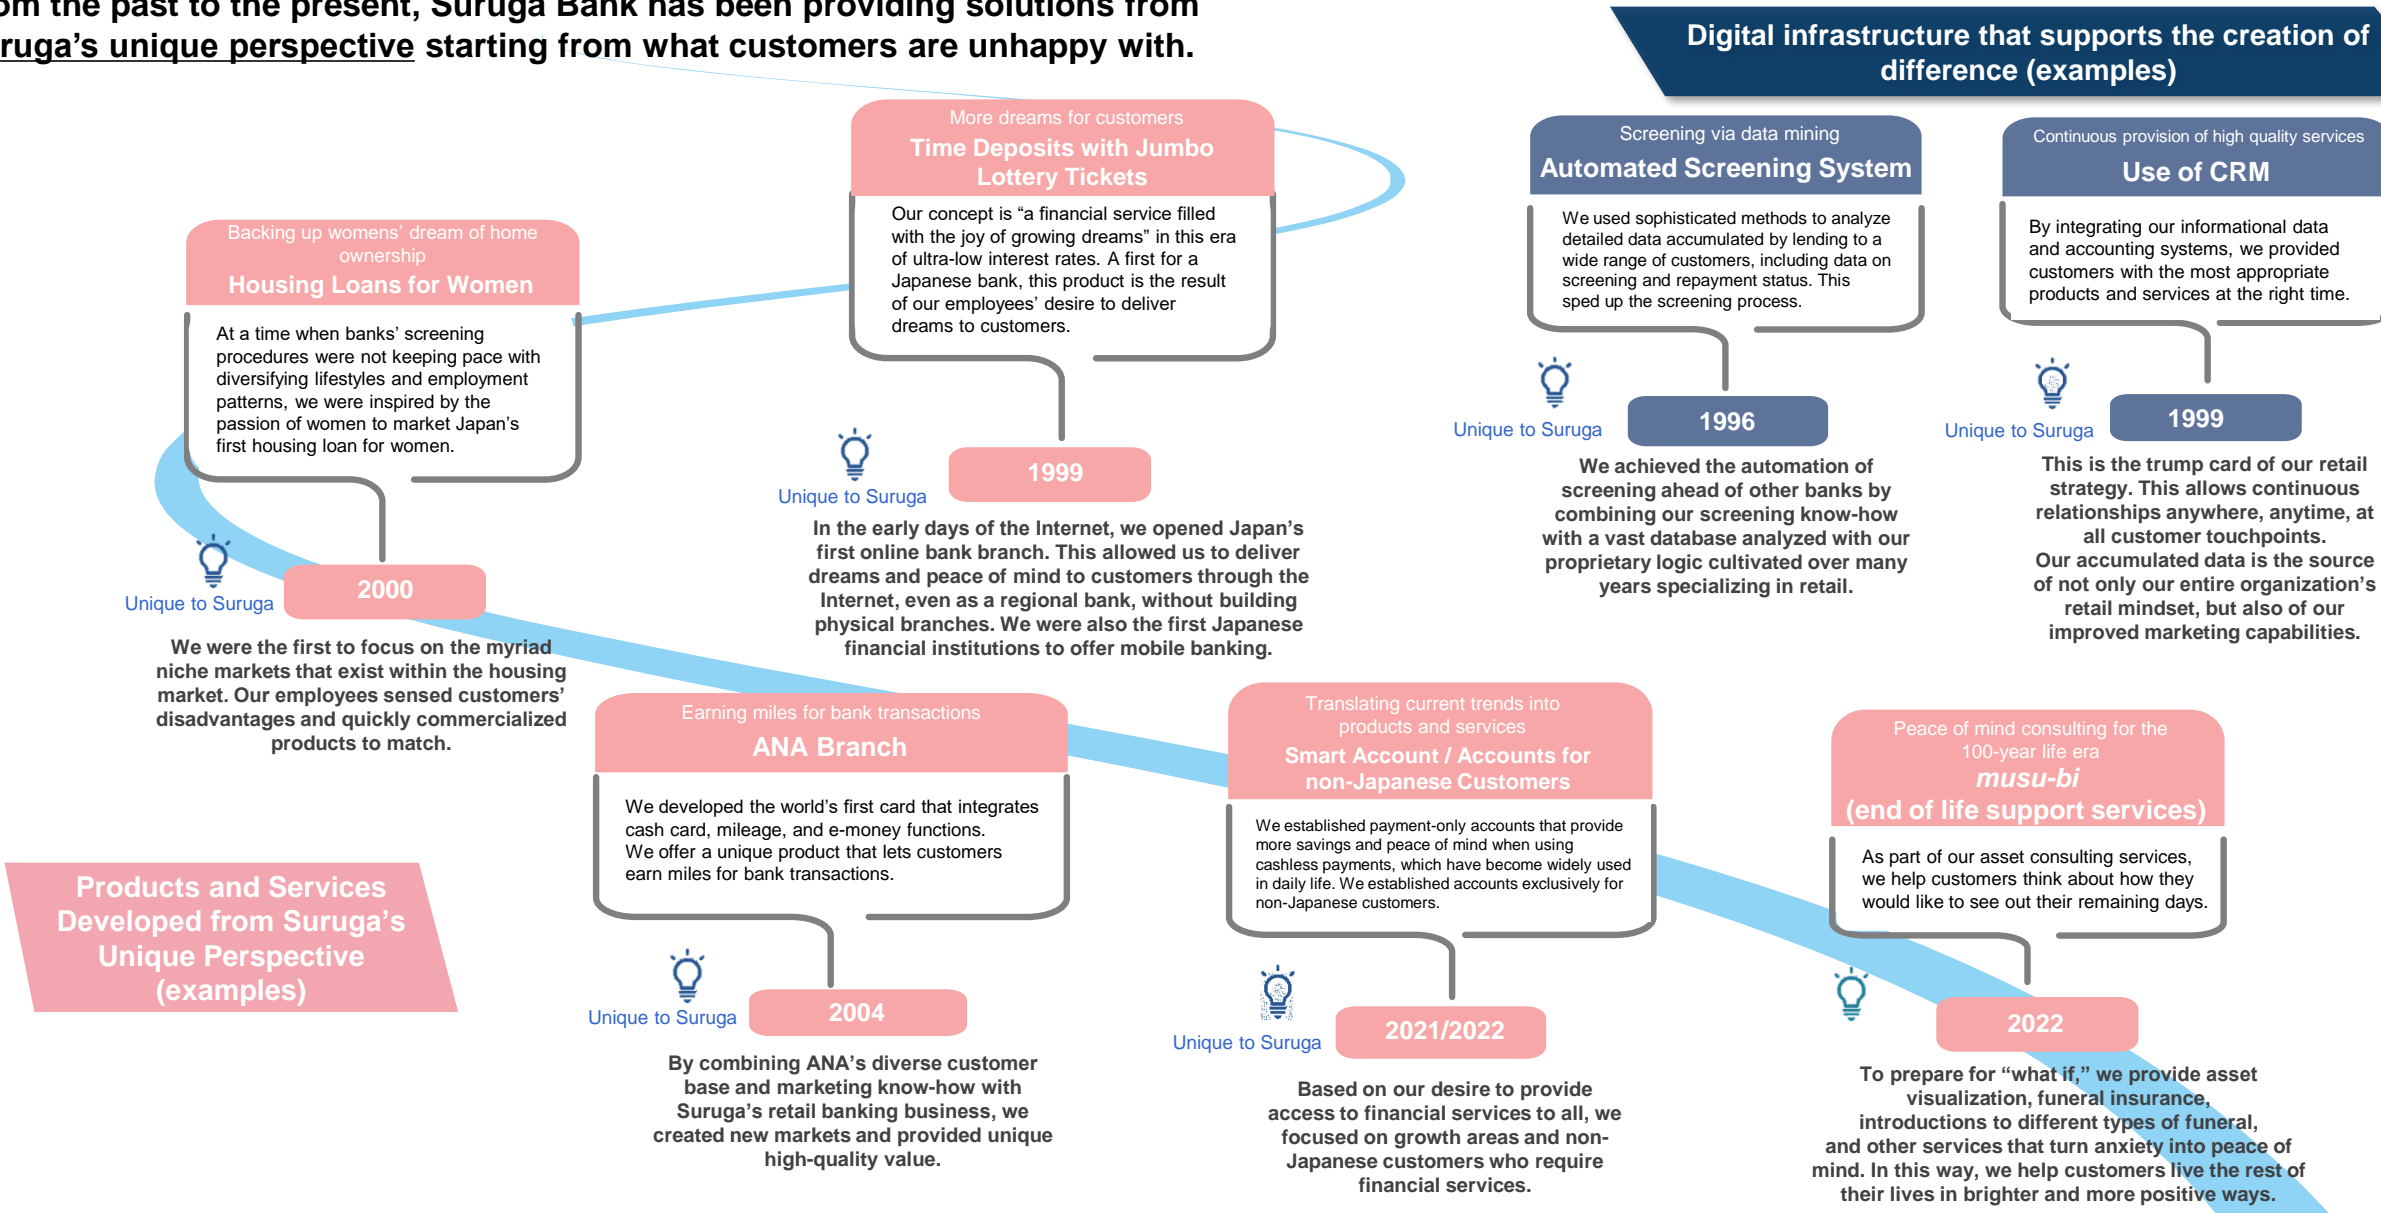 om the past to the present, Suruga Bank has been providing solutions from
ruga’s unique perspective starting from what customers are unhappy with.
Digital infrastructure that supports the creation of
difference (examples)
More dreams for customers
Time Deposits with Jumbo
Lottery Tickets
Our concept is “a financial service filled
with the joy of growing dreams” in this era
of ultra-low interest rates. A first for a
Japanese bank, this product is the result
of our employees’ desire to deliver
dreams to customers.
Unique to Suruga
1999
In the early days of the Internet, we opened Japan’s
first online bank branch. This allowed us to deliver
dreams and peace of mind to customers through the
Internet, even as a regional bank, without building
physical branches. We were also the first Japanese
financial institutions to offer mobile banking.
Screening via data mining
Automated Screening System
We used sophisticated methods to analyze
detailed data accumulated by lending to a
wide range of customers, including data on
screening and repayment status. This
sped up the screening process.
Unique to Suruga
1996
We achieved the automation of
screening ahead of other banks by
combining our screening know-how
with a vast database analyzed with our
proprietary logic cultivated over many
years specializing in retail.
Continuous provision of high quality services
Use of CRM
By integrating our informational data
and accounting systems, we provided
customers with the most appropriate
products and services at the right time.
Unique to Suruga
1999
This is the trump card of our retail
strategy. This allows continuous
relationships anywhere, anytime, at
all customer touchpoints.
Our accumulated data is the source
of not only our entire organization’s
retail mindset, but also of our
improved marketing capabilities.
Backing up womens’ dream of home
ownership
Housing Loans for Women
At a time when banks’ screening
procedures were not keeping pace with
diversifying lifestyles and employment
patterns, we were inspired by the
passion of women to market Japan’s
first housing loan for women.
Unique to Suruga
2000
We were the first to focus on the myriad
niche markets that exist within the housing
market. Our employees sensed customers’
disadvantages and quickly commercialized
products to match.
Earning miles for bank transactions
ANA Branch
We developed the world’s first card that integrates
cash card, mileage, and e-money functions.
We offer a unique product that lets customers
earn miles for bank transactions.
Unique to Suruga
2004
By combining ANA’s diverse customer
base and marketing know-how with
Suruga’s retail banking business, we
created new markets and provided unique
high-quality value.
Translating current trends into
products and services
Smart Account / Accounts for
non-Japanese Customers
We established payment-only accounts that provide
more savings and peace of mind when using
cashless payments, which have become widely used
in daily life. We established accounts exclusively for
non-Japanese customers.
Unique to Suruga
2021/2022
Based on our desire to provide
access to financial services to all, we
focused on growth areas and non-
Japanese customers who require
financial services.
Peace of mind consulting for the
100-year life era
musu-bi
(end of life support services)
As part of our asset consulting services,
we help customers think about how they
would like to see out their remaining days.
2022
To prepare for “what if,” we provide asset
visualization, funeral insurance,
introductions to different types of funeral,
and other services that turn anxiety into peace of
mind. In this way, we help customers live the rest of
their lives in brighter and more positive ways.
Products and Services
Developed from Suruga’s
Unique Perspective
(examples)